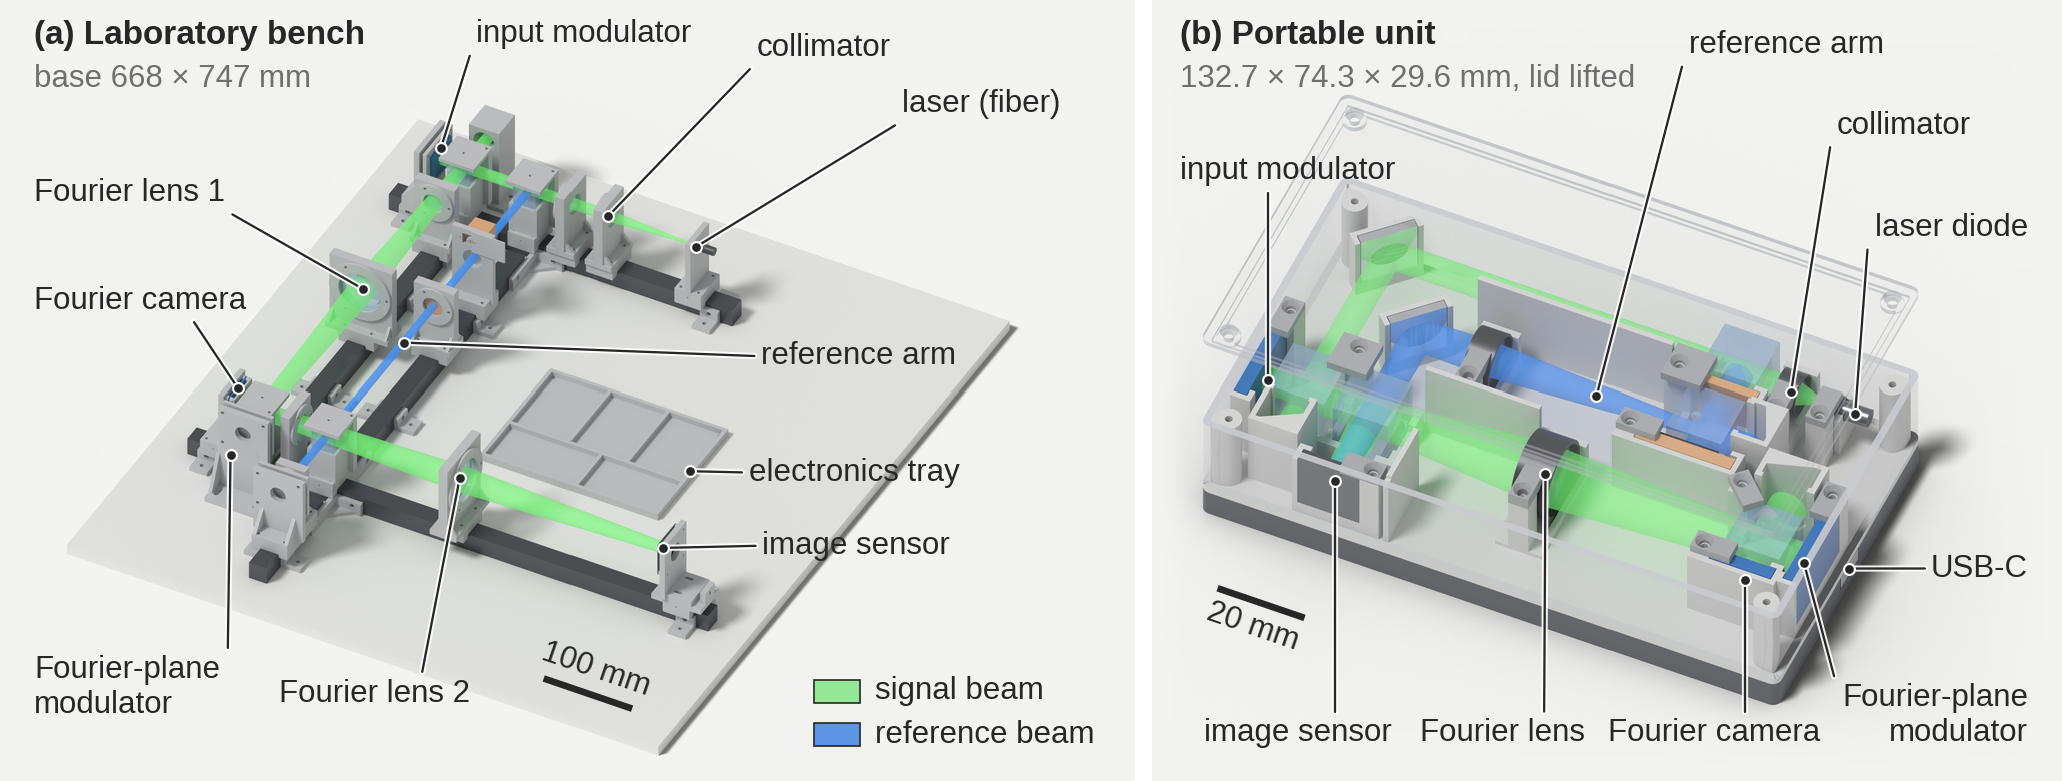 (a) Laboratory bench
base 668 × 747 mm
input modulator
collimator
laser (fiber)
Fourier lens 1
Fourier camera
reference arm
electronics tray
image sensor
Fourier-plane
modulator
Fourier lens 2
100 mm
signal beam
reference beam
(b) Portable unit
132.7 × 74.3 × 29.6 mm, lid lifted
reference arm
collimator
input modulator
laser diode
USB-C
20 mm
image sensor
Fourier lens
Fourier camera
Fourier-plane
modulator